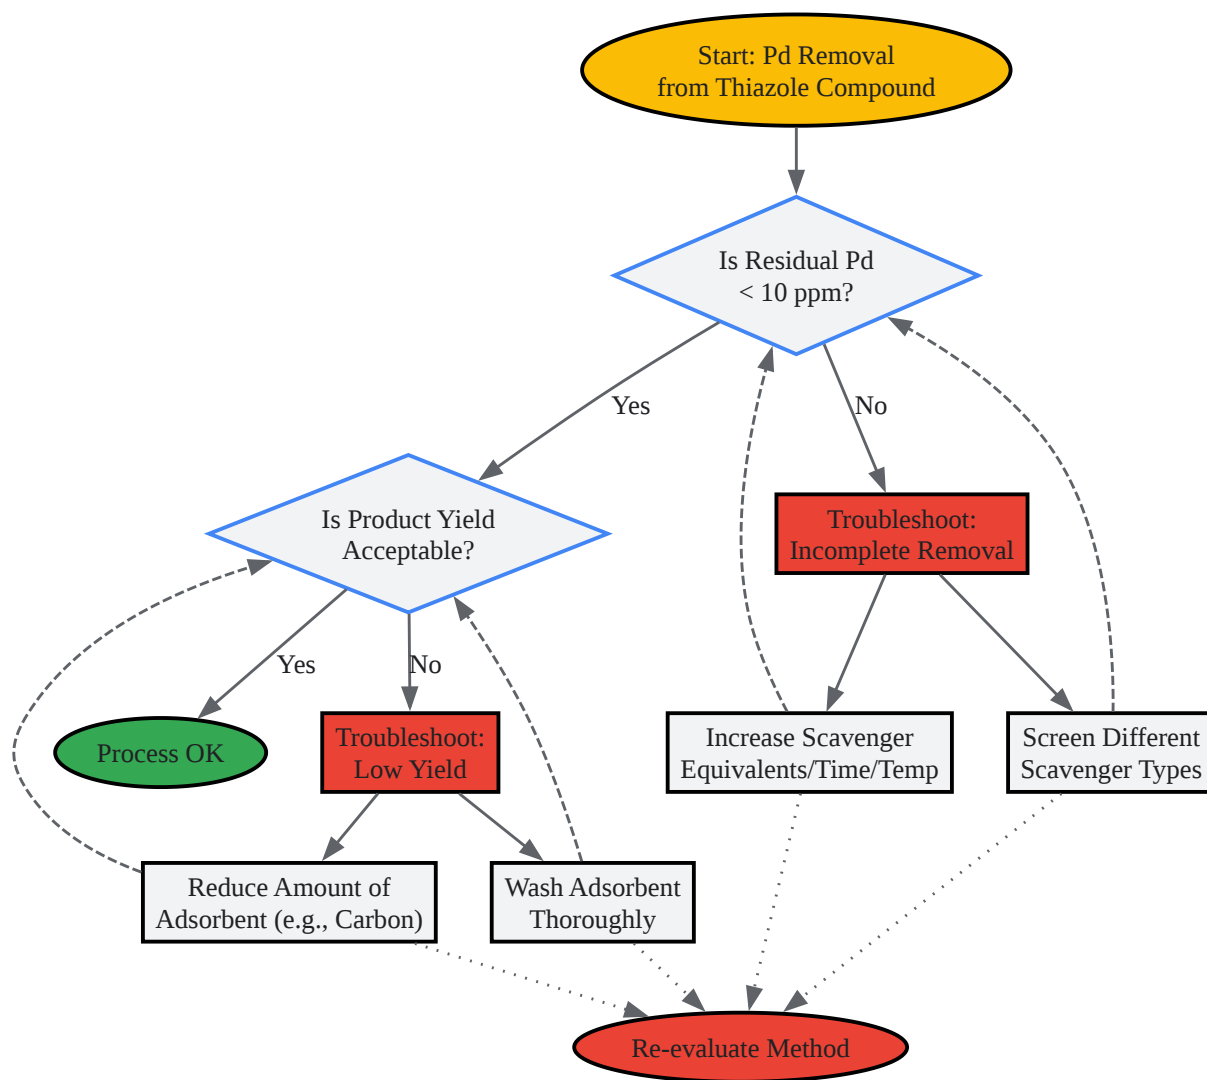 Start: Pd Removal
from Thiazole Compound
Is Residual Pd
< 10 ppm?
Yes
No
Is Product Yield
Acceptable?
Troubleshoot:
Incomplete Removal
Yes
No
Process OK
Troubleshoot:
Low Yield
Increase Scavenger
Equivalents/Time/Temp
Screen Different
Scavenger Types
Reduce Amount of
Adsorbent (e.g., Carbon)
Wash Adsorbent
Thoroughly
Re-evaluate Method